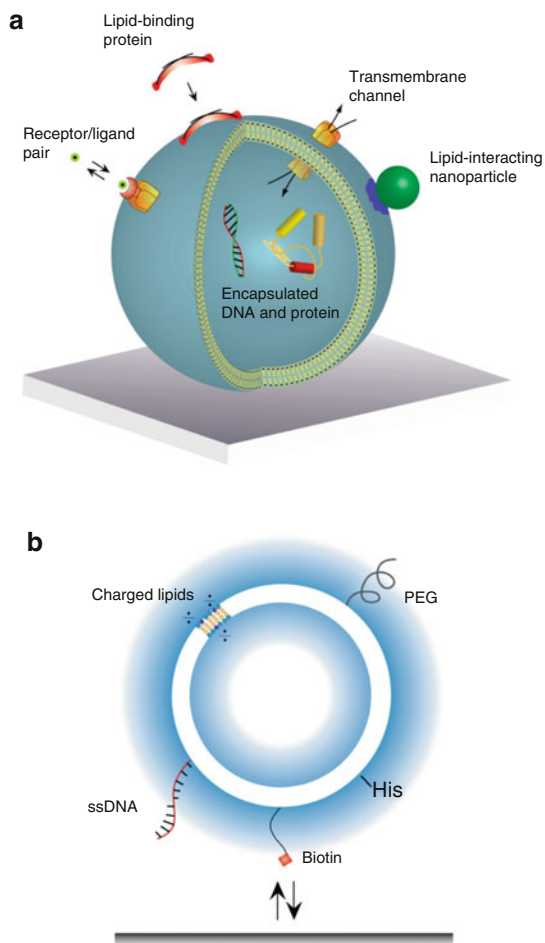 a
Lipid-binding
protein
Transmembrane
channel
Receptor/ligand
pair
Lipid-interacting
nanoparticle
Encapsulated
DNA and protein
b
Charged lipids
PEG
His
ssDNA
Biotin